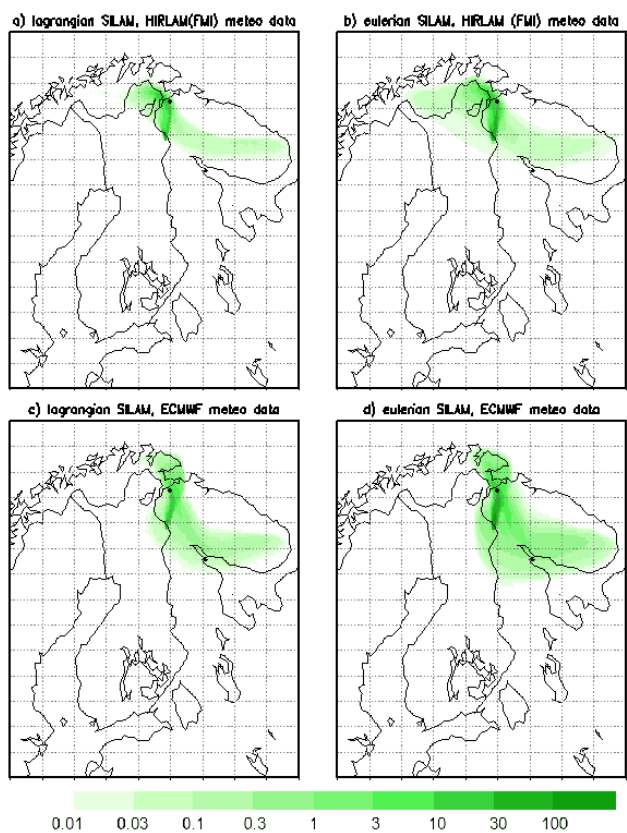 a) lagrangian SILAM, HIRLAM(FMI) meteo data
b) eulerian SILAM, HIRLAM (FMI) meteo data
c) lagrangian SILAM, ECMWF meteo data
d) eulerian SILAM, ECMWF meteo data
0.01 0.03 0.1 0.3 1 3 10 30 100